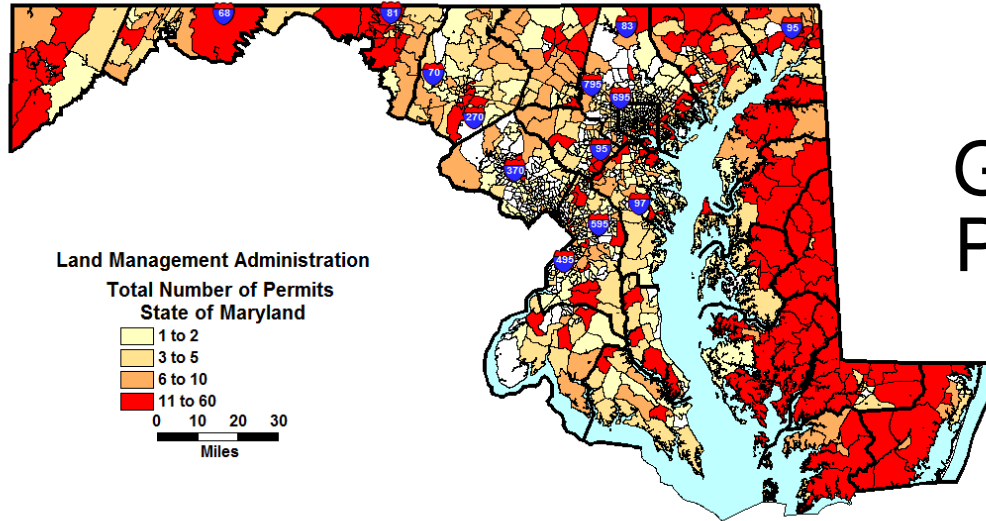 68
81
83
95
70
795
695
270
95
370
97
595
495
G
P
Land Management Administration
Total Number of Permits
State of Maryland
1 to 2
3 to 5
6 to 10
11 to 60
0 10 20 30
Miles